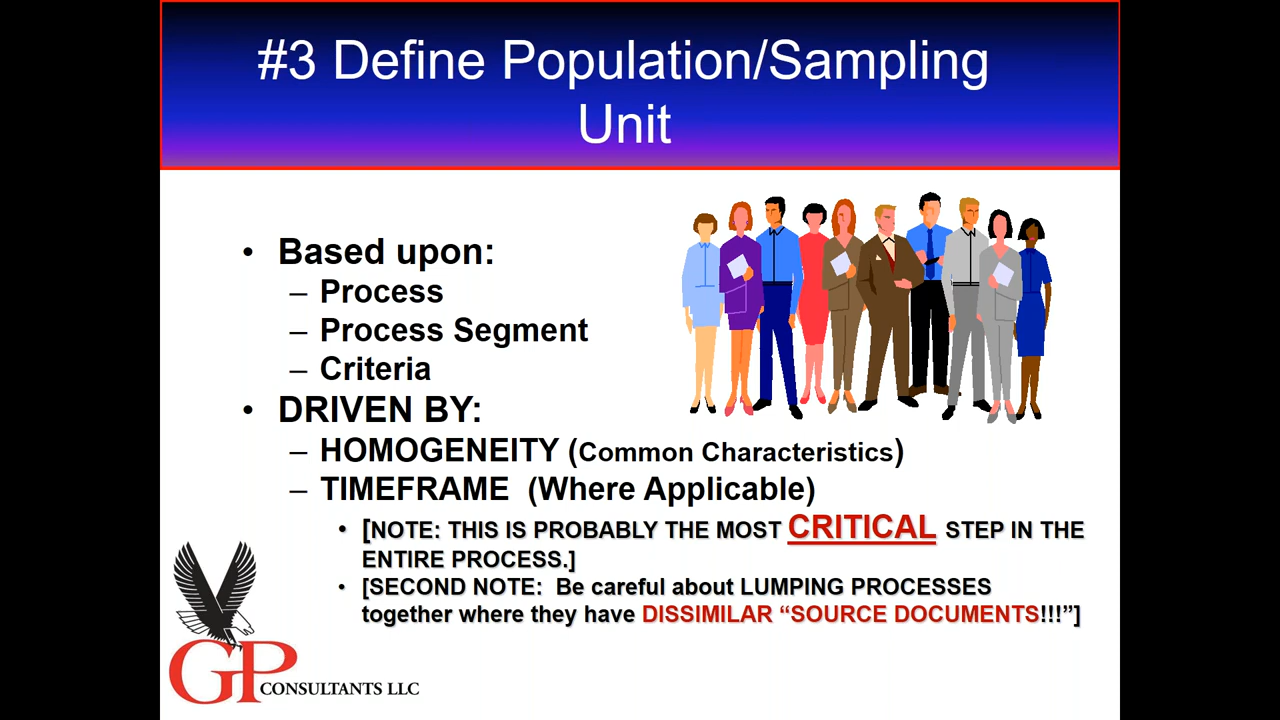 #3 Define Population/Sampling
Unit
• Based upon:
– Process
– Process Segment
– Criteria
• DRIVEN BY:
– HOMOGENEITY (Common Characteristics)
– TIMEFRAME (Where Applicable)
• [NOTE: THIS IS PROBABLY THE MOST CRITICAL STEP IN THE
ENTIRE PROCESS.]
• [SECOND NOTE: Be careful about LUMPING PROCESSES
together where they have DISSIMILAR “SOURCE DOCUMENTS!!!”]
GP CONSULTANTS LLC